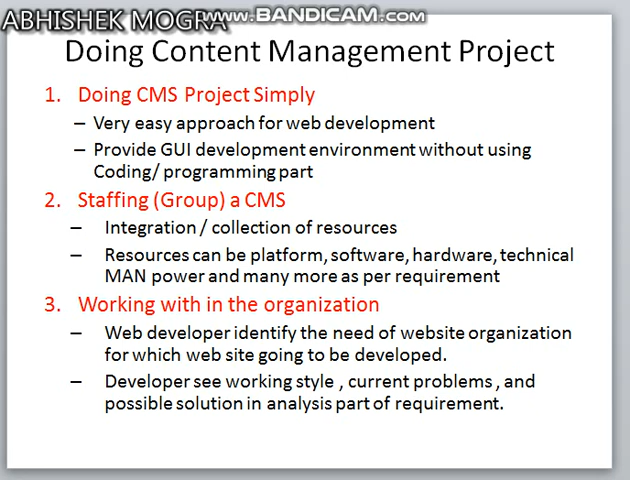 ABHISHEK MOGRA
www.BANDICAM.com
Doing Content Management Project
1. Doing CMS Project Simply
– Very easy approach for web development
– Provide GUI development environment without using
Coding/ programming part
2. Staffing (Group) a CMS
– Integration / collection of resources
– Resources can be platform, software, hardware, technical
MAN power and many more as per requirement
3. Working with in the organization
– Web developer identify the need of website organization
for which web site going to be developed.
– Developer see working style , current problems , and
possible solution in analysis part of requirement.